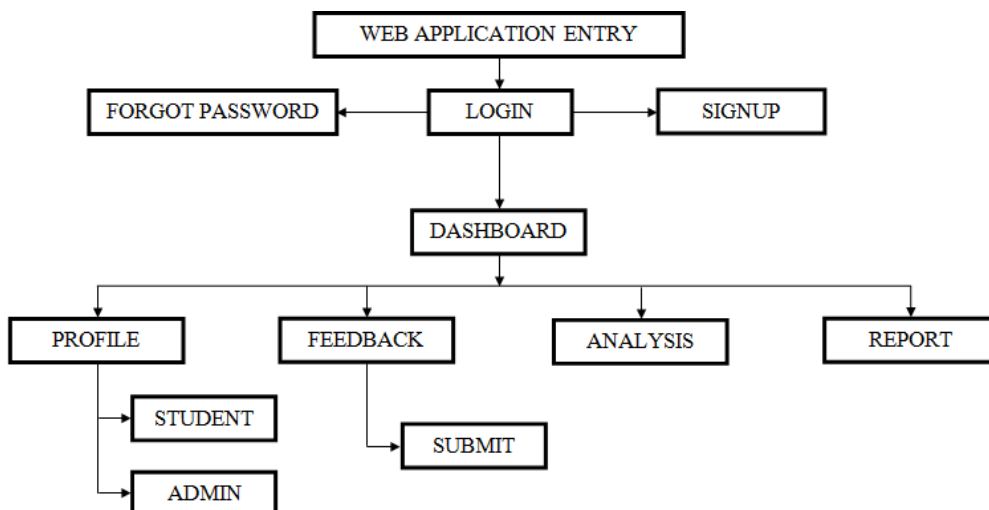 WEB APPLICATION ENTRY
FORGOT PASSWORD
LOGIN
SIGNUP
DASHBOARD
PROFILE
FEEDBACK
ANALYSIS
REPORT
STUDENT
SUBMIT
ADMIN